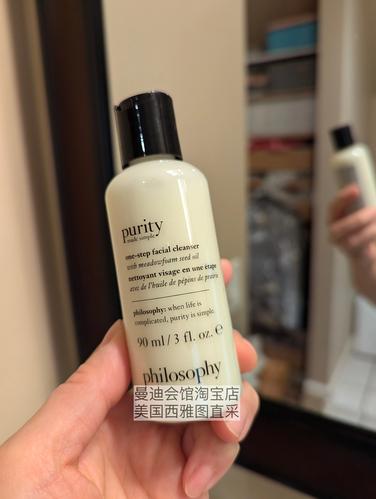 purity
made simple
one-step facial cleanser
with meadowfoam seed oil
nettoyant visage en une étape
avec de l'huile de pépins de prairie
philosophy: when life is
complicated, purity is simple.
90 ml / 3 fl. oz. e
philosophy
曼迪会馆淘宝店
美国西雅图直采